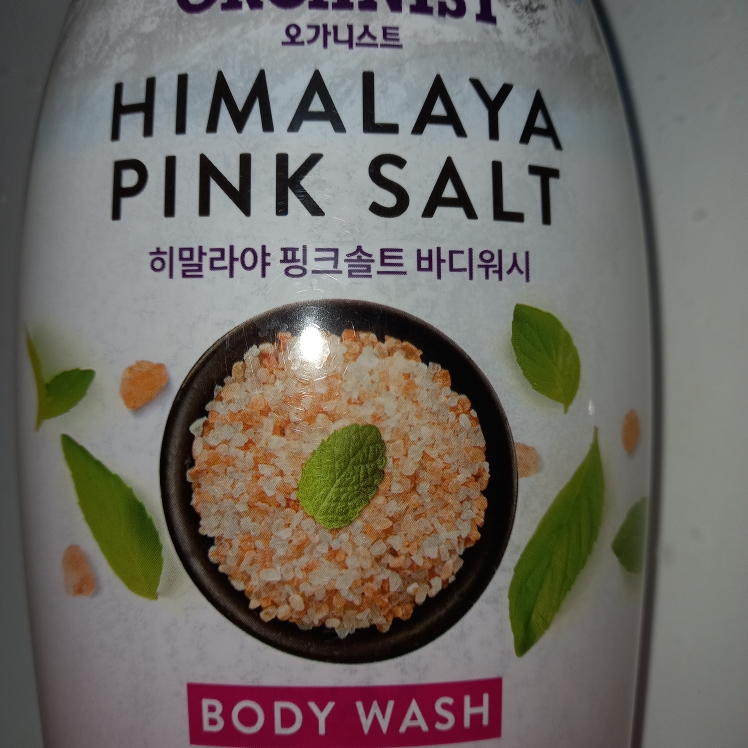 ORGANIST
오가니스트
HIMALAYA
PINK SALT
히말라야 핑크솔트 바디워시
BODY WASH